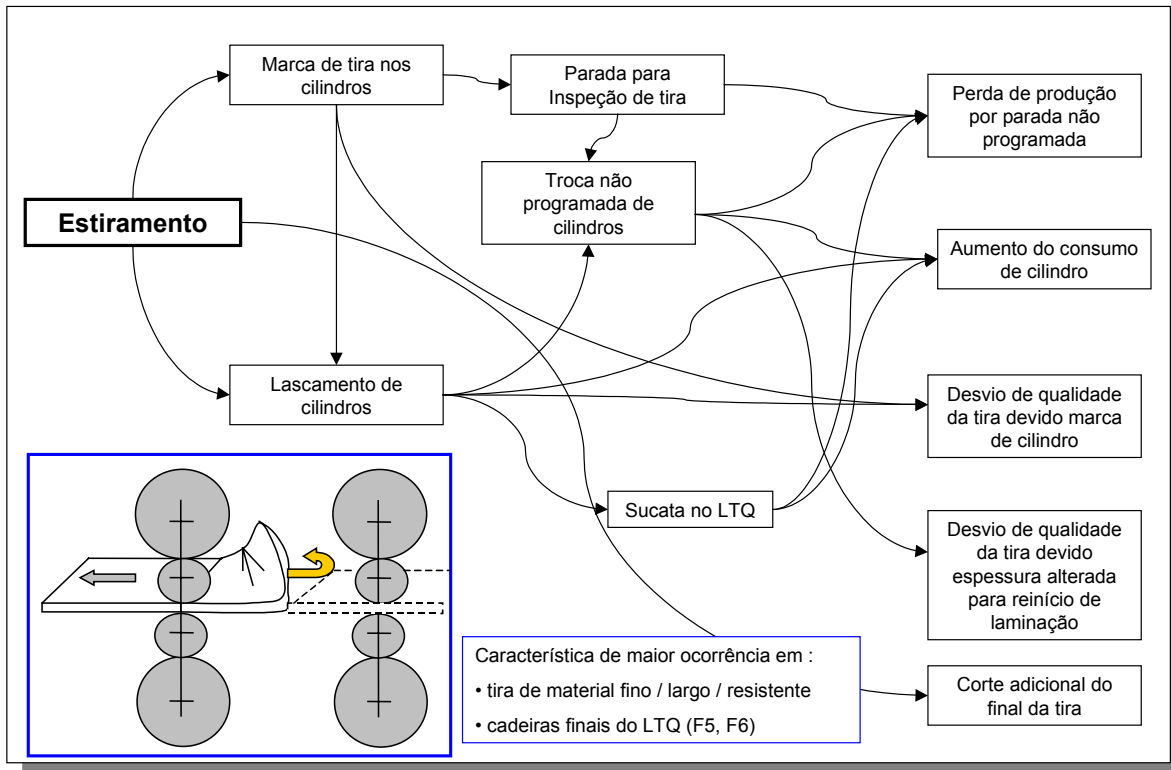 Marca de tira nos
cilindros
Parada para
Inspeção de tira
Perda de produção
por parada não
programada
Estiramento
Troca não
programada de
cilindros
Aumento do consumo
de cilindro
Lascamento de
cilindros
Desvio de qualidade
da tira devido marca
de cilindro
Sucata no LTQ
Desvio de qualidade
da tira devido
espessura alterada
para reinício de
laminação
Característica de maior ocorrência em :
• tira de material fino / largo / resistente
• cadeiras finais do LTQ (F5, F6)
Corte adicional do
final da tira